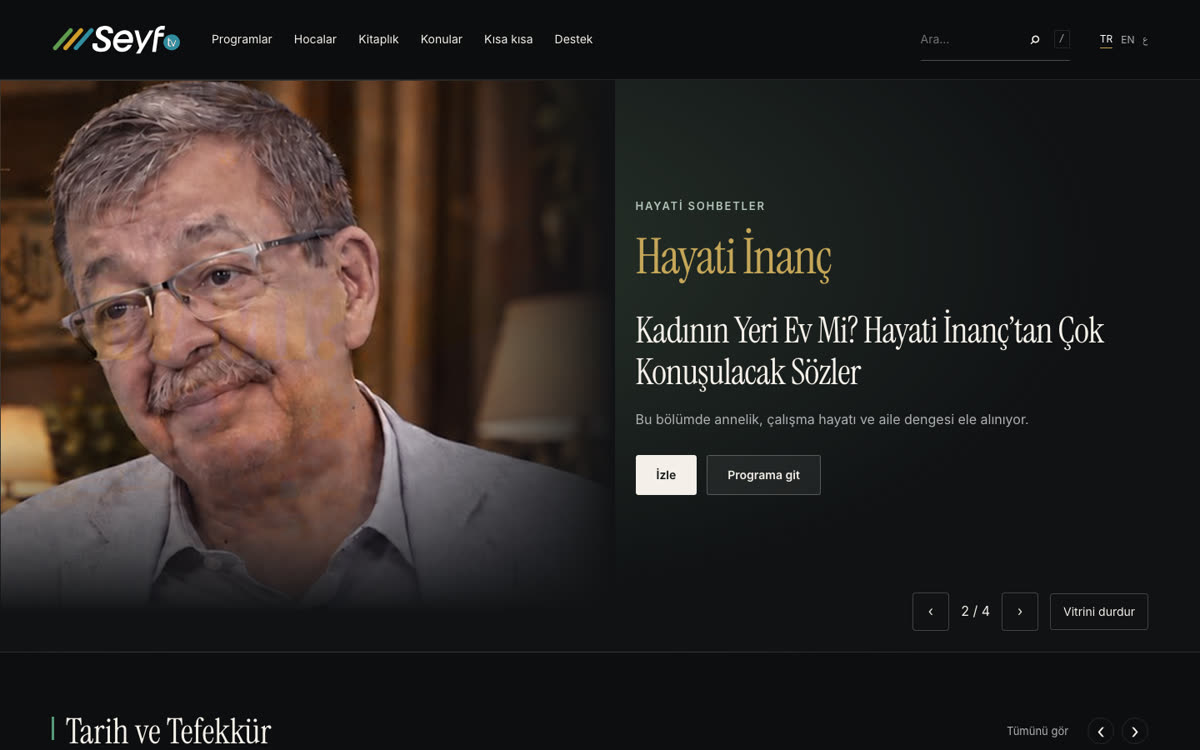 Seyf tv
Programlar
Hocalar
Kitaplık
Konular
Kısa kısa
Destek
Ara...
/
TR
EN
ع
HAYATİ SOHBETLER
Hayati İnanç
Kadının Yeri Ev Mi? Hayati İnanç’tan Çok
Konuşulacak Sözler
Bu bölümde annelik, çalışma hayatı ve aile dengesi ele alınıyor.
İzle
Programa git
‹
2 / 4
›
Vitrini durdur
Tarih ve Tefekkür
Tümünü gör